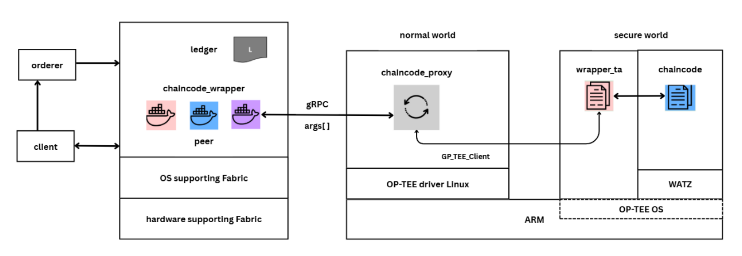 normal world
secure world
ledger
L
orderer
wrapper_ta
chaincode
chaincode_proxy
chaincode_wrapper
gRPC
args[ ]
peer
client
GP_TEE_Client
OS supporting Fabric
OP-TEE driver Linux
WATZ
OP-TEE OS
hardware supporting Fabric
ARM